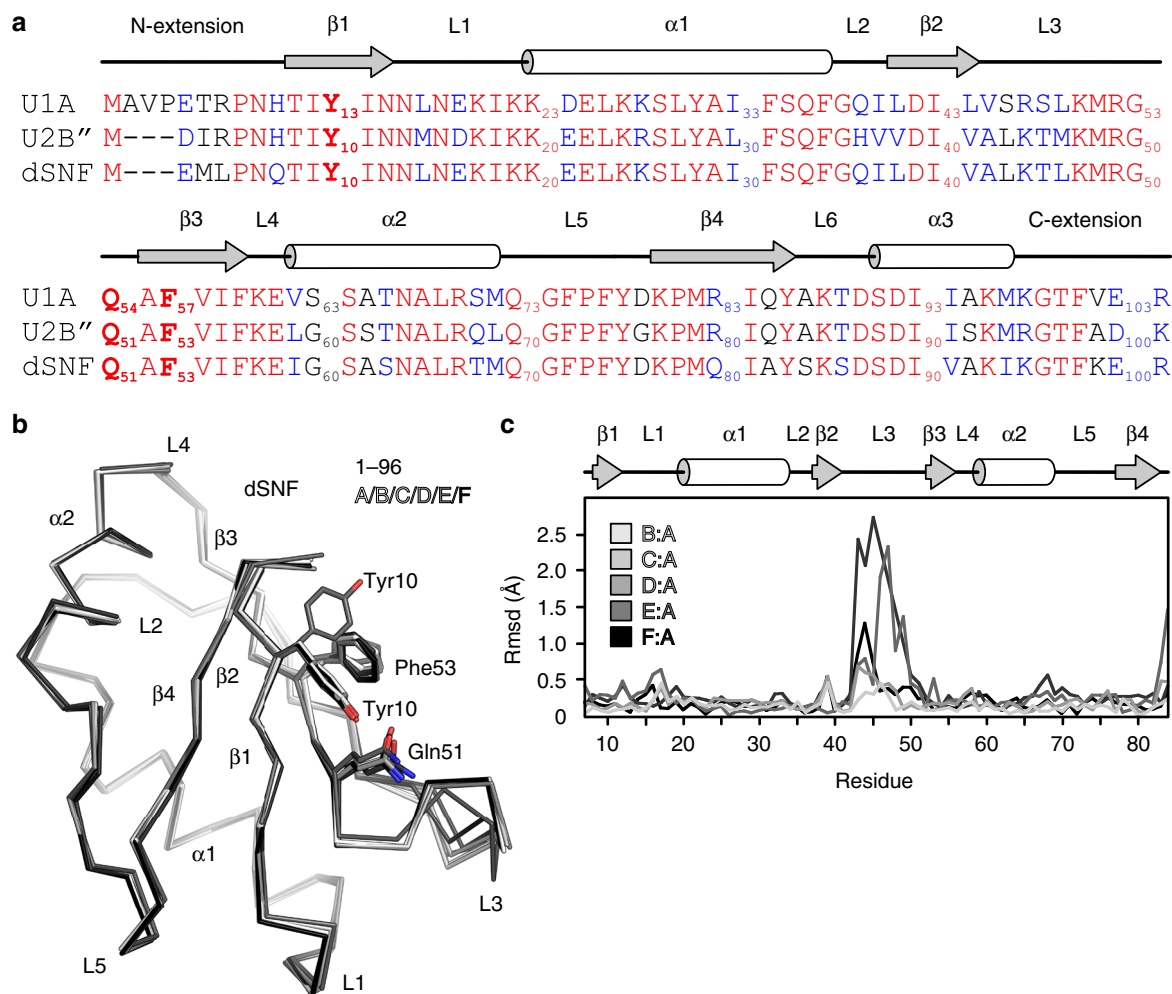 a
N-extension β1 L1 α1 L2 β2 L3
U1A MAVPETRPNHTIY13INNLNEKIKK23DELKKSLYAI33FSQFGQILDI43LVSRSLKMRG53
U2B″ M---DIRPNHTIY10INNMNDKIKK20EELKRSLYAL30FSQFGHVVDI40VALKTMKMRG50
dSNF M---EMLPNQTIY10INNLNEKIKK20EELKKSLYAI30FSQFGQILDI40VALKTLKMRG50
β3 L4 α2 L5 β4 L6 α3 C-extension
U1A Q54AF57VIFKEVS63SATNALRSMQ73GFPFYDKPMR83IQYAKTDSDI93IAKMKGTFVE103R
U2B″ Q51AF53VIFKELG60SSTNALRQLQ70GFPFYGKPMR80IQYAKTDSDI90ISKMRGTFAD100K
dSNF Q51AF53VIFKEIG60SASNALRTMQ70GFPFYDKPMQ80IAYSKSDSDI90VAKIKGTFKE100R
b
L4
dSNF
1–96
A/B/C/D/E/F
α2
β3
Tyr10
L2
Phe53
β4
β2
Tyr10
β1
Gln51
α1
L3
L5
L1
c
β1 L1 α1 L2 β2 L3 β3 L4 α2 L5 β4
Rmsd (Å)
2.5
2.0
1.5
1.0
0.5
0
B:A
C:A
D:A
E:A
F:A
10 20 30 40 50 60 70 80
Residue